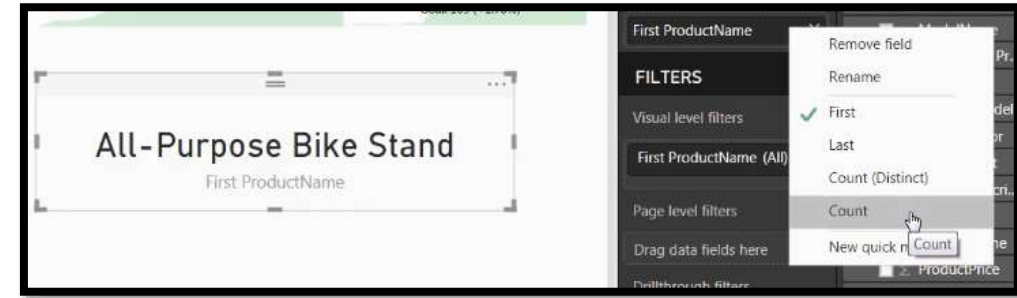 All-Purpose Bike Stand
First ProductName
First ProductName
FILTERS
Visual level filters
First ProductName (All)
Page level filters
Drag data fields here
Drillthrough filters
Remove field
Rename
First
Last
Count (Distinct)
Count
New quick
Count
ProductPrice